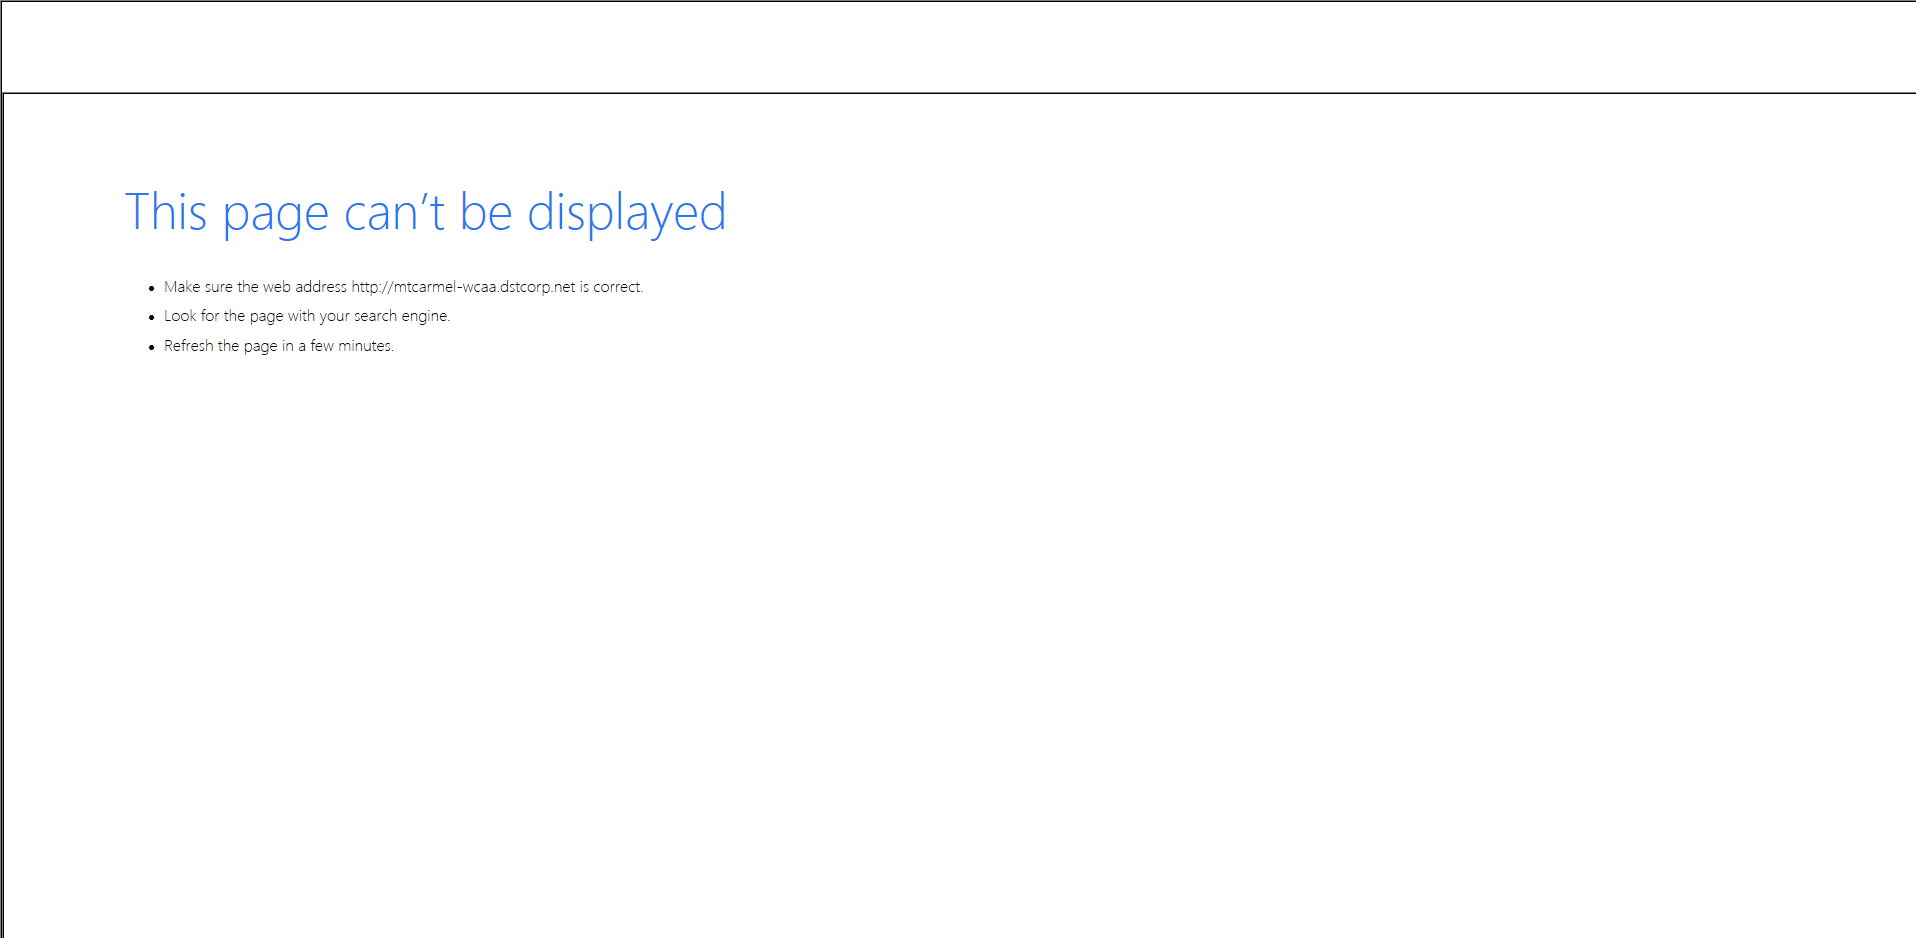 This page can’t be displayed
Make sure the web address http://mtcarmel-wcaa.dstcorp.net is correct.
Look for the page with your search engine.
Refresh the page in a few minutes.